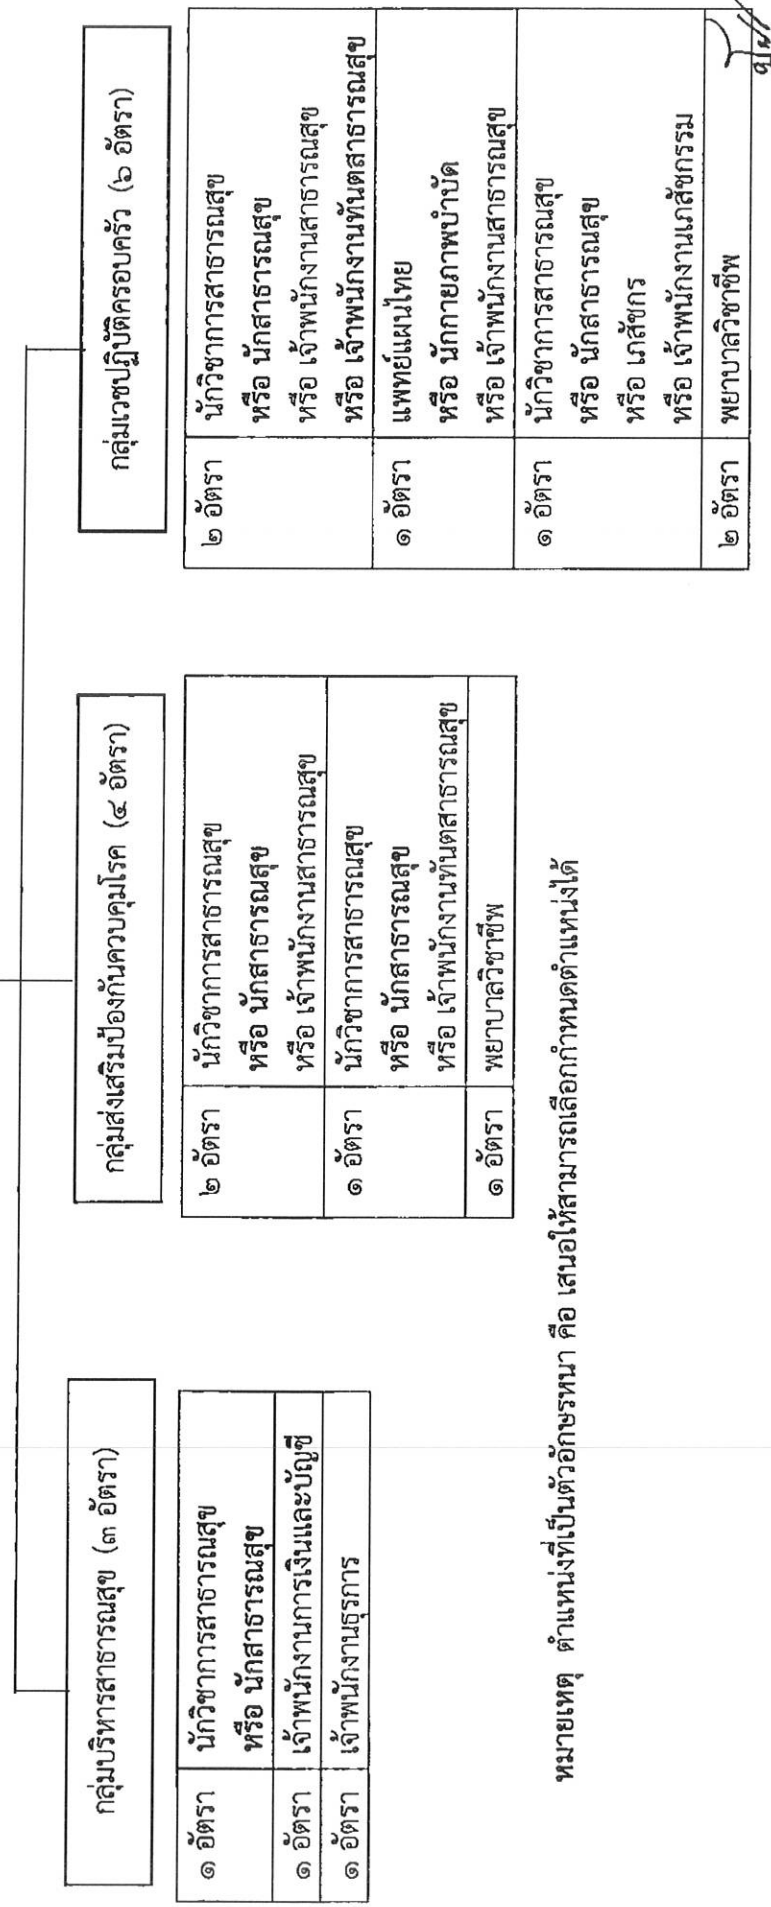 กลุ่มบริหารสาธารณสุข (๓ อัตรา)
๑ อัตรา นักวิชาการสาธารณสุข
หรือ นักสาธารณสุข
๑ อัตรา เจ้าพนักงานการเงินและบัญชี
๑ อัตรา เจ้าพนักงานธุรการ
กลุ่มส่งเสริมป้องกันควบคุมโรค (๔ อัตรา)
๒ อัตรา นักวิชาการสาธารณสุข
หรือ นักสาธารณสุข
หรือ เจ้าพนักงานสาธารณสุข
๑ อัตรา นักวิชาการสาธารณสุข
หรือ นักสาธารณสุข
หรือ เจ้าพนักงานทันตสาธารณสุข
๑ อัตรา พยาบาลวิชาชีพ
กลุ่มเวชปฏิบัติครอบครัว (๖ อัตรา)
๒ อัตรา นักวิชาการสาธารณสุข
หรือ นักสาธารณสุข
หรือ เจ้าพนักงานสาธารณสุข
หรือ เจ้าพนักงานทันตสาธารณสุข
๑ อัตรา แพทย์แผนไทย
หรือ นักกายภาพบำบัด
หรือ เจ้าพนักงานสาธารณสุข
๑ อัตรา นักวิชาการสาธารณสุข
หรือ นักสาธารณสุข
หรือ เภสัชกร
หรือ เจ้าพนักงานเภสัชกรรม
๒ อัตรา พยาบาลวิชาชีพ
หมายเหตุ ตำแหน่งที่เป็นตัวอักษรหนา คือ เสนอให้สามารถเลือกกำหนดตำแหน่งได้